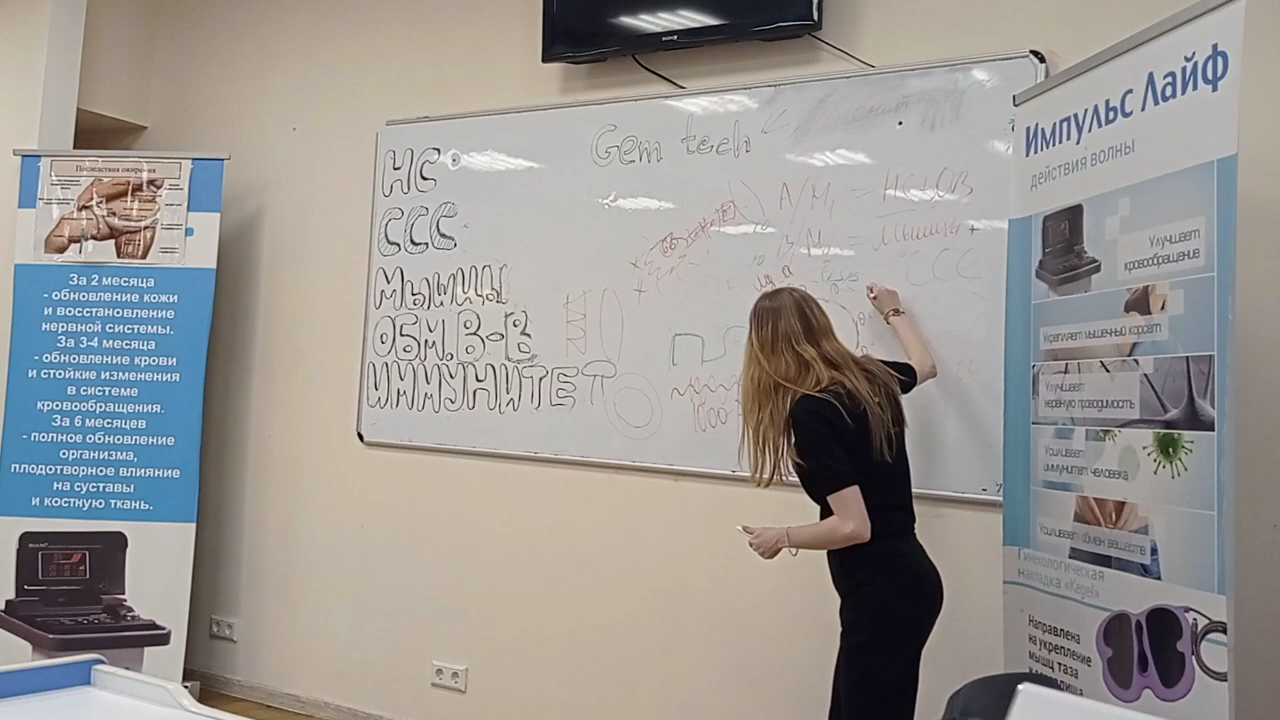 Последствия ожирения
За 2 месяца
- обновление кожи
и восстановление
нервной системы.
За 3-4 месяца
- обновление крови
и стойкие изменения
в системе
кровообращения.
За 6 месяцев
- полное обновление
организма,
плодотворное влияние
на суставы
и костную ткань.
SONY
Gem tech
НС
ССС
МЫШЦЫ
ОБМ.В-В
ИММУНИТЕТ
А/М, = НС+ОВ
В М = Мышцы +
ССС
1000
Импульс Лайф
действия волны
Улучшает
кровообращение
Укрепляет мышечный корсет
Улучшает
нервную проводимость
Усиливает
иммунитет человека
Усиливает обмен веществ
Гинекологическая
накладка «Kegel»
Направлена
на укрепление
мышц таза